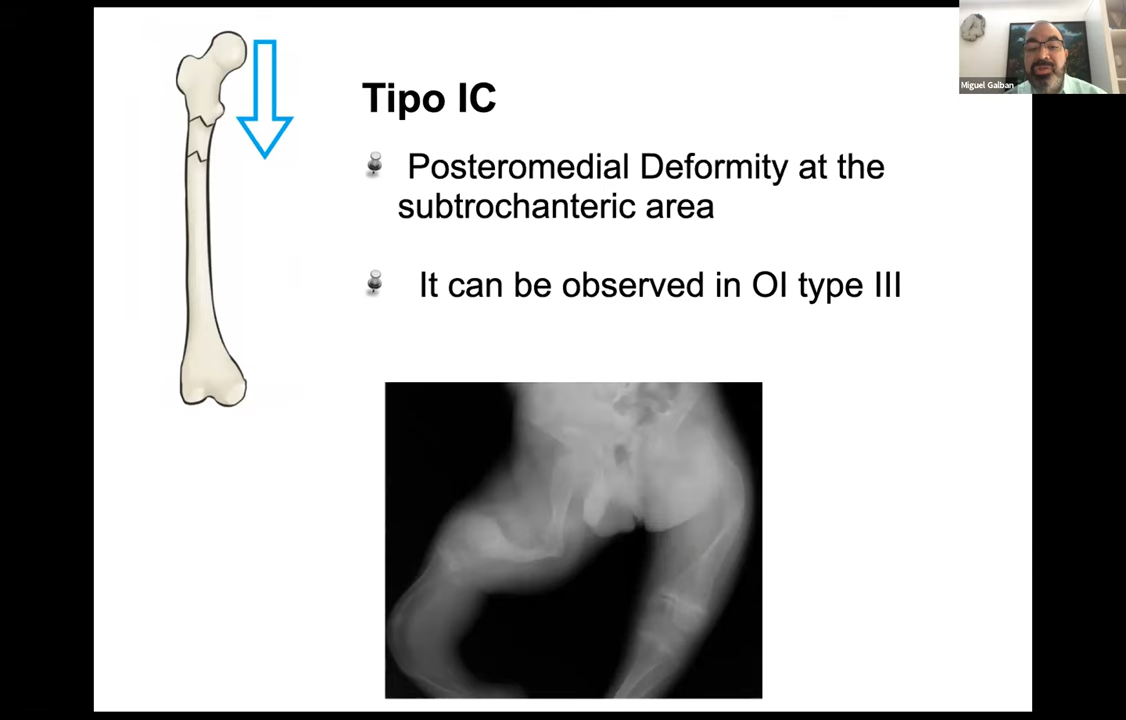 Tipo IC
Posteromedial Deformity at the
subtrochanteric area
It can be observed in OI type III
Miguel Galban